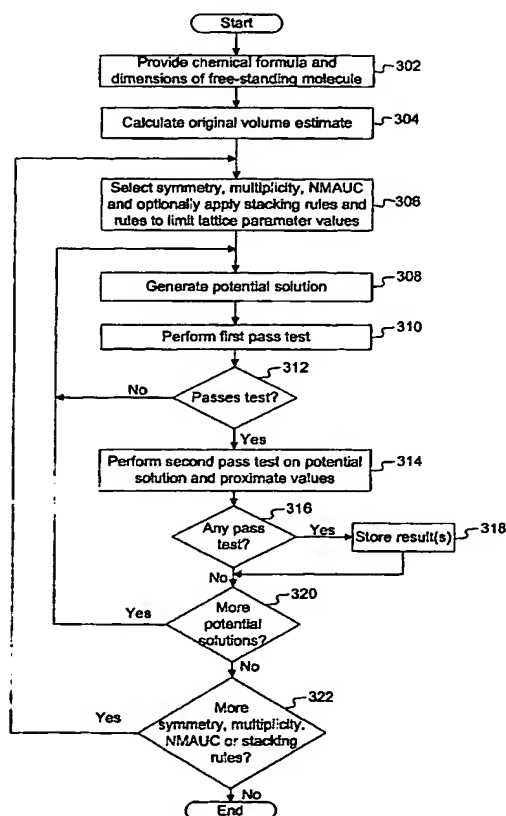 Start
Provide chemical formula and
dimensions of free-standing molecule
302
Calculate original volume estimate
304
Select symmetry, multiplicity, NMAUC
and optionally apply stacking rules and
rules to limit lattice parameter values
306
Generate potential solution
308
Perform first pass test
310
312
Passes test?
No
Yes
Perform second pass test on potential
solution and proximate values
314
316
Any pass
test?
Yes
Store result(s)
318
No
320
More
potential
solutions?
Yes
No
322
More
symmetry, multiplicity,
NMAUC or stacking
rules?
Yes
No
End